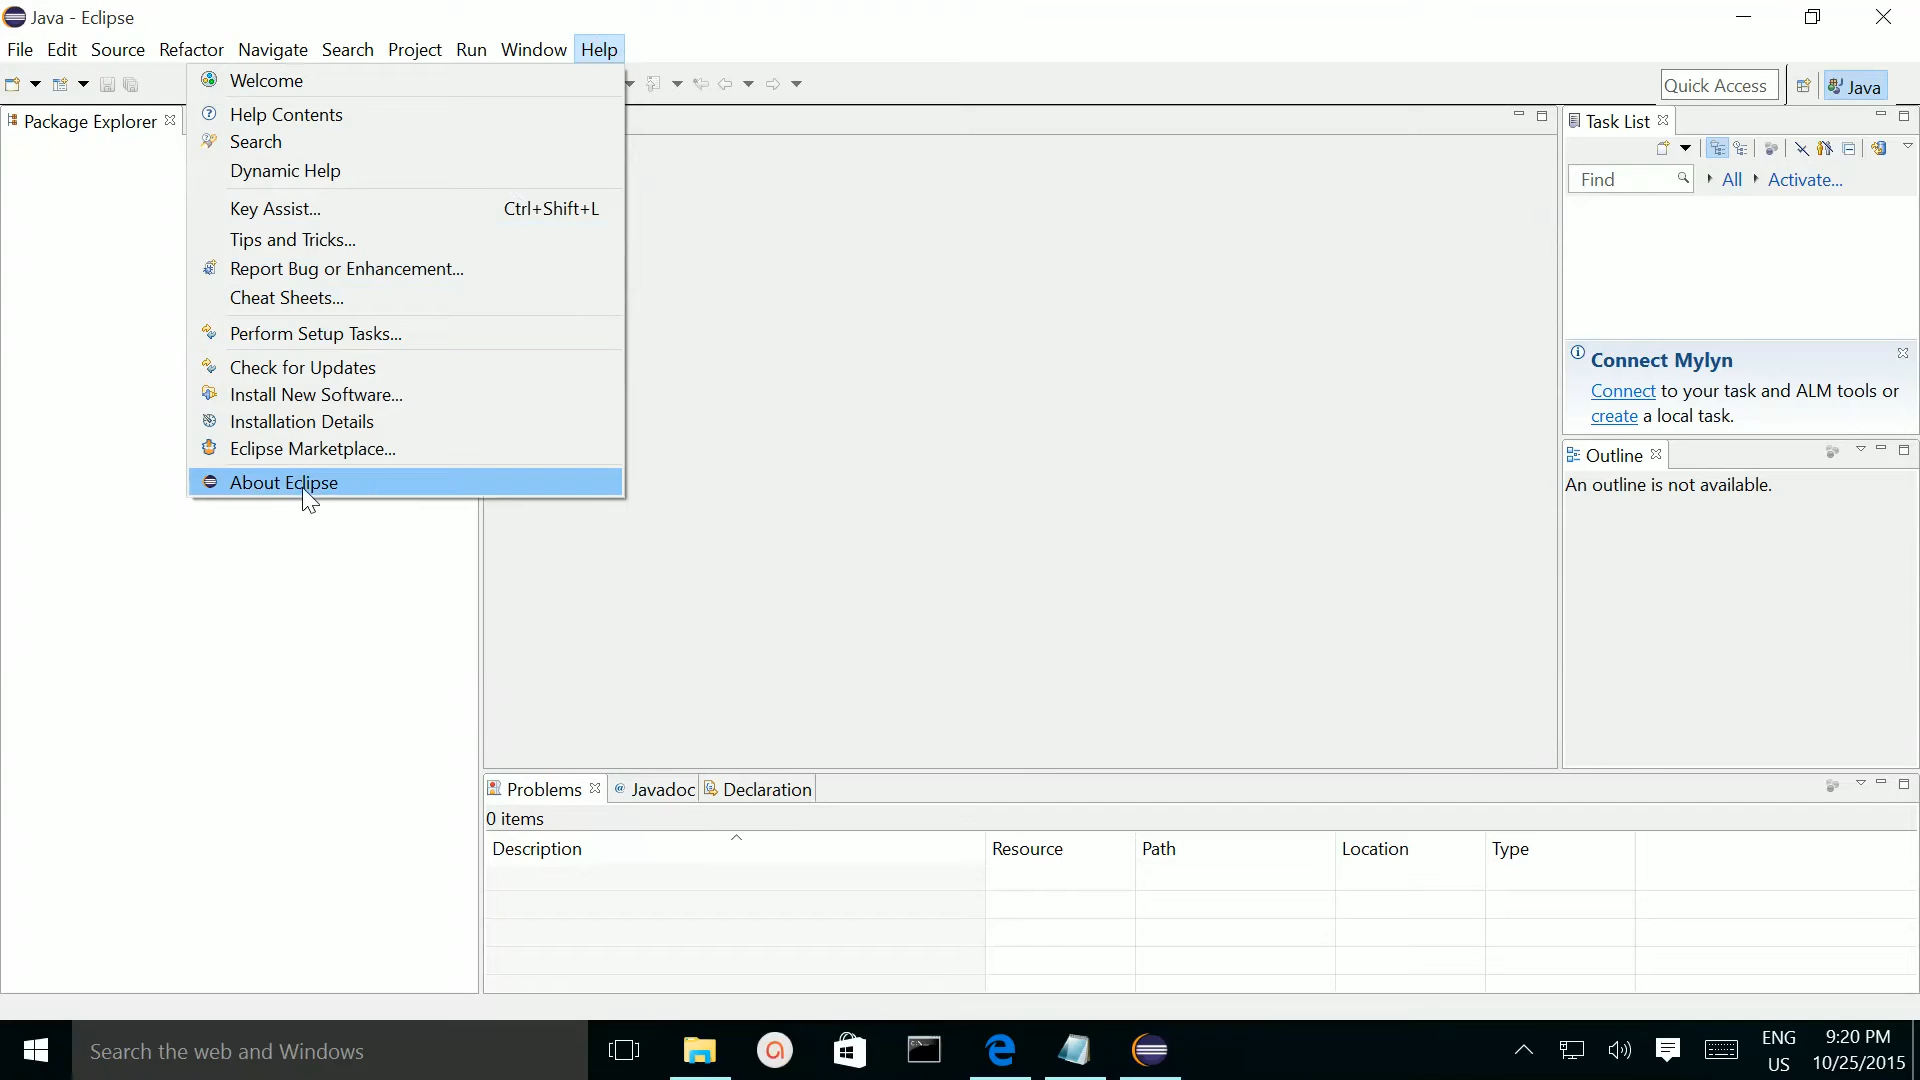 Java - Eclipse
File Edit Source Refactor Navigate Search Project Run Window Help
Quick Access
Java
Package Explorer
Welcome
Help Contents
Search
Dynamic Help
Key Assist... Ctrl+Shift+L
Tips and Tricks...
Report Bug or Enhancement...
Cheat Sheets...
Perform Setup Tasks...
Check for Updates
Install New Software...
Installation Details
Eclipse Marketplace...
About Eclipse
Task List
Find All Activate...
Connect Mylyn
Connect to your task and ALM tools or
create a local task.
Outline
An outline is not available.
Problems @ Javadoc Declaration
0 items
Description Resource Path Location Type
Search the web and Windows
ENG
US
9:20 PM
10/25/2015